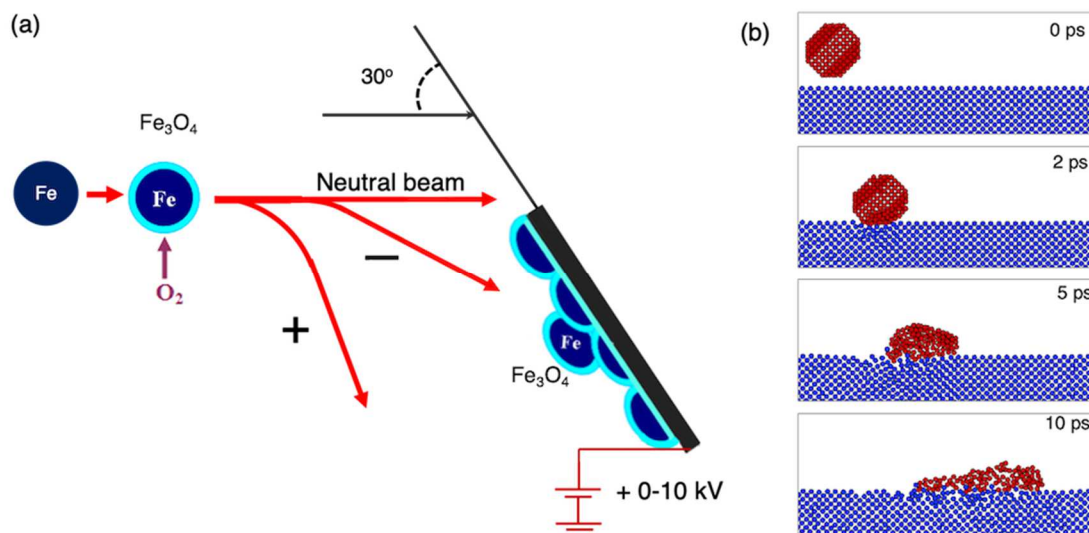 (a)
30°
Fe₃O₄
Fe
Fe
Neutral beam
O₂
−
+
Fe
Fe₃O₄
+ 0-10 kV
(b)
0 ps
2 ps
5 ps
10 ps